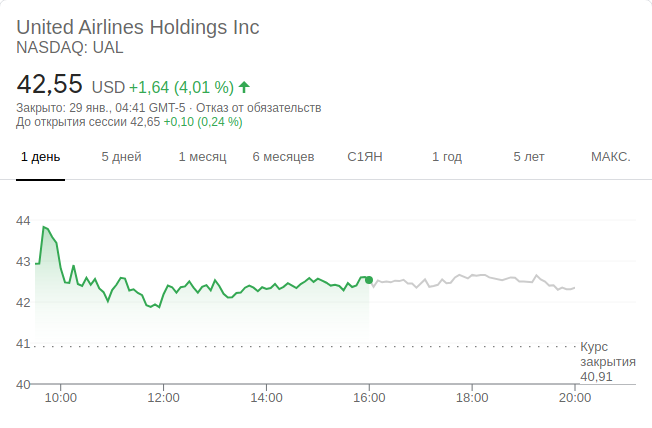 United Airlines Holdings Inc
NASDAQ: UAL
42,55 USD +1,64 (4,01 %)
Закрыто: 29 янв., 04:41 GMT-5 · Отказ от обязательств
До открытия сессии 42,65 +0,10 (0,24 %)
1 день 5 дней 1 месяц 6 месяцев С1ЯН 1 год 5 лет МАКС.
44
43
42
41
Курс
закрытия
40,91
40
10:00 12:00 14:00 16:00 18:00 20:00